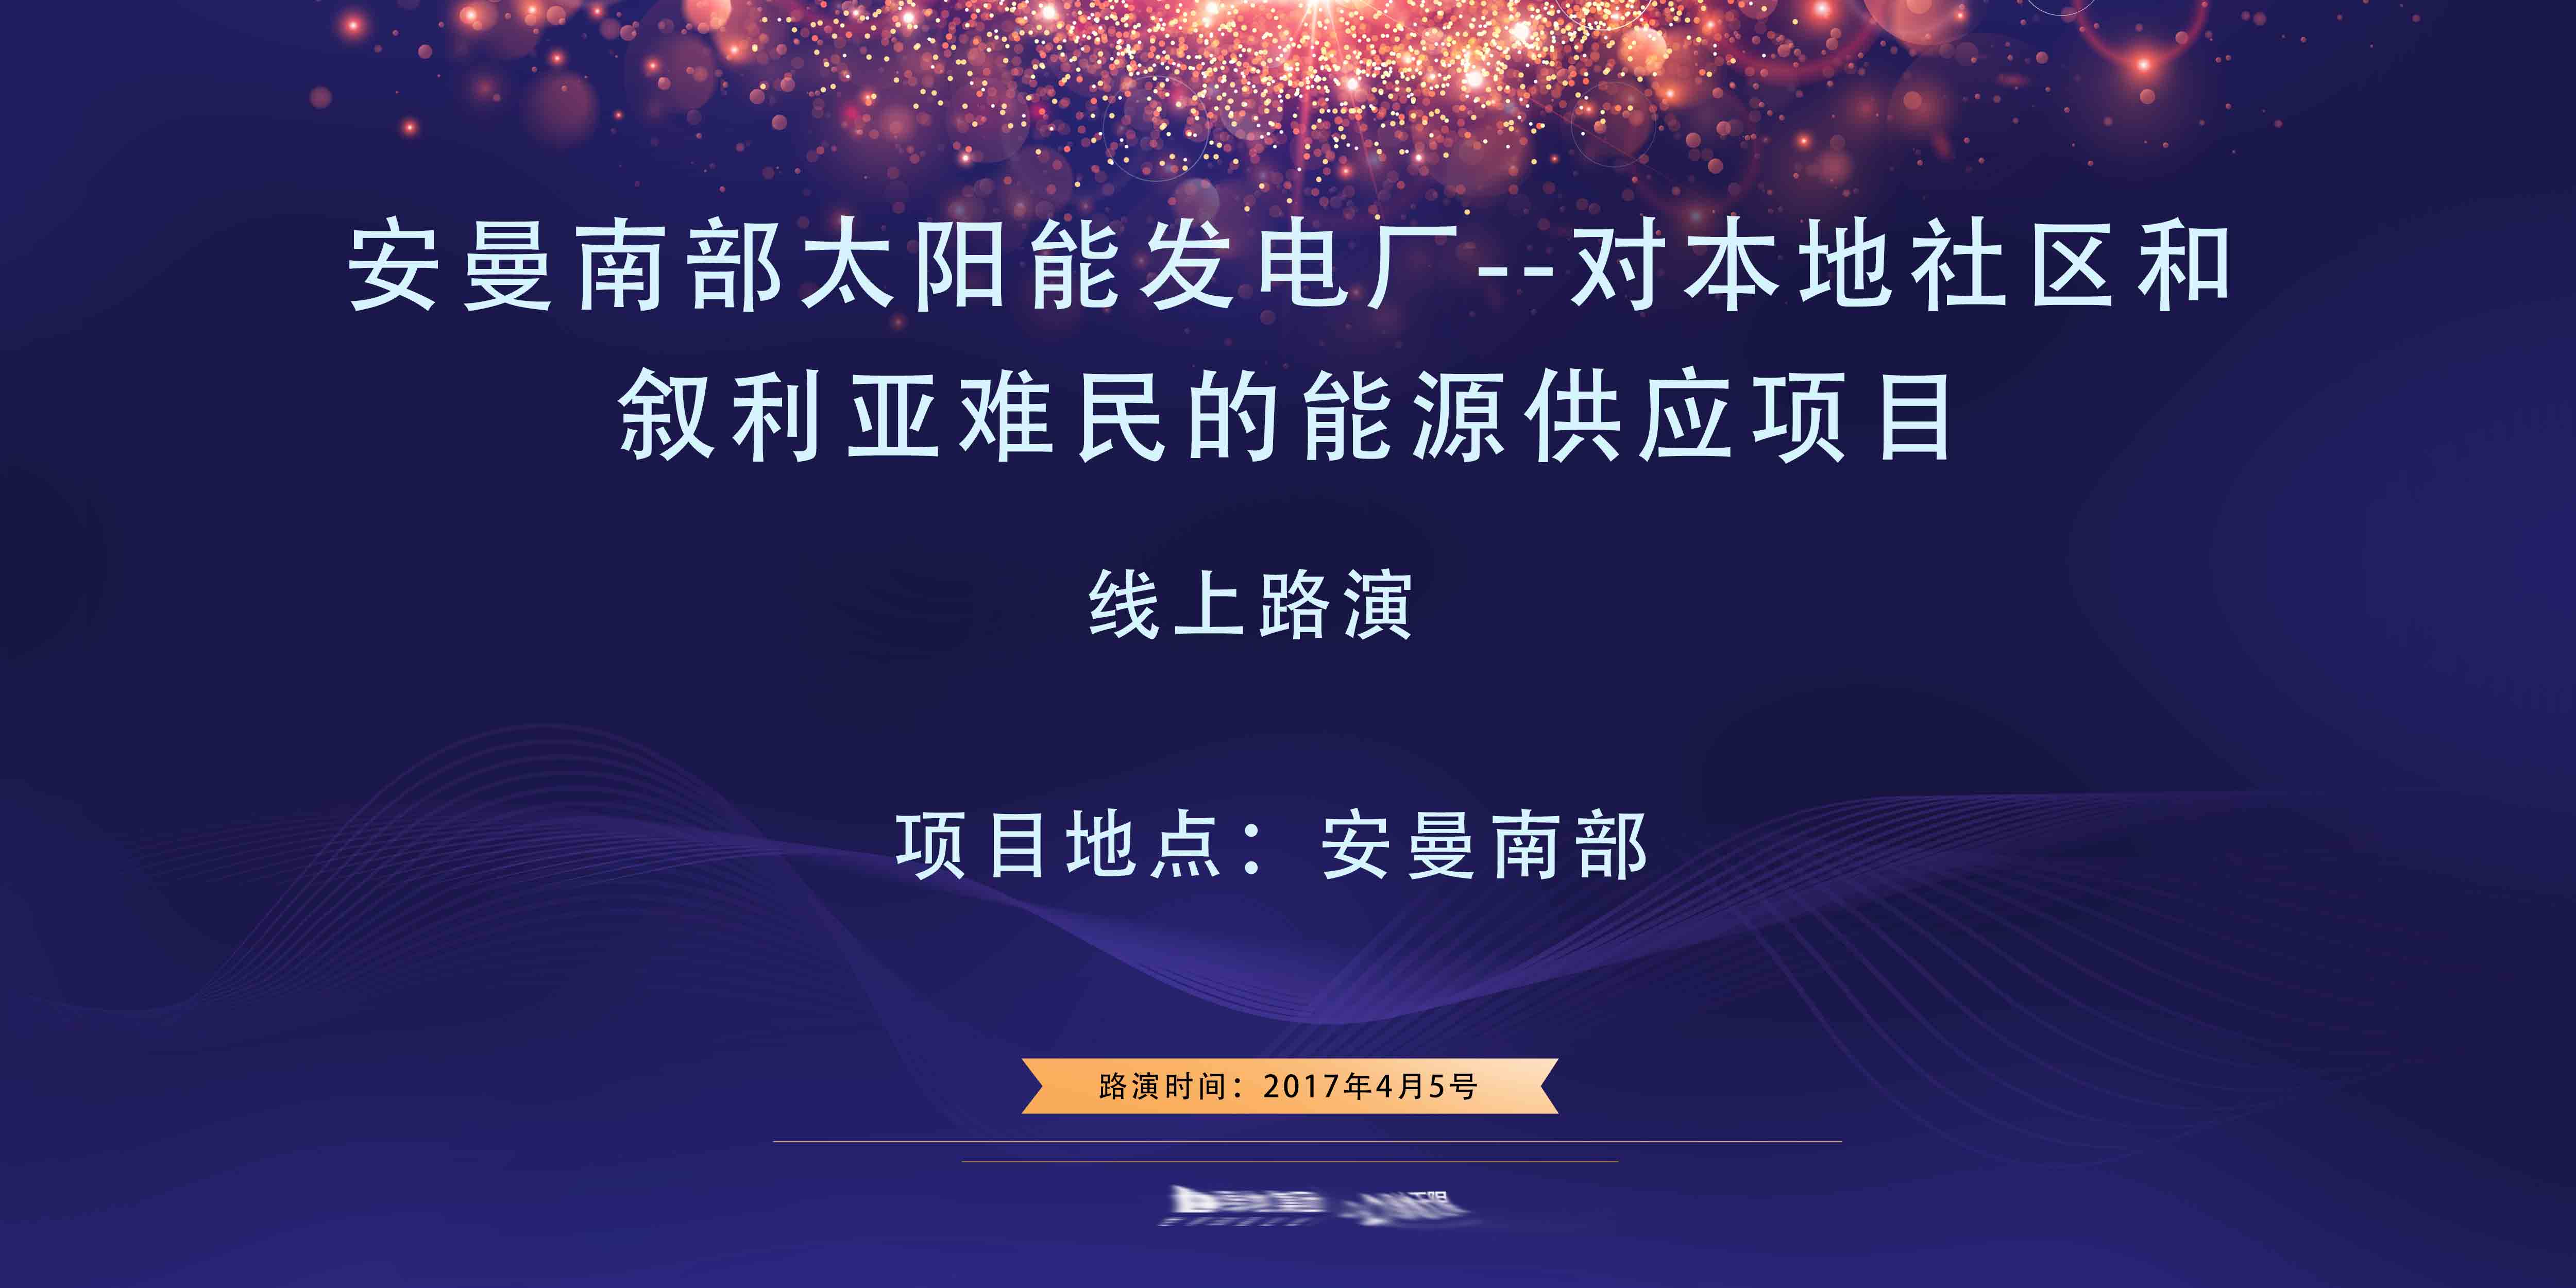 安曼南部太阳能发电厂--对本地社区和
叙利亚难民的能源供应项目
线上路演
项目地点：安曼南部
路演时间：2017年4月5号